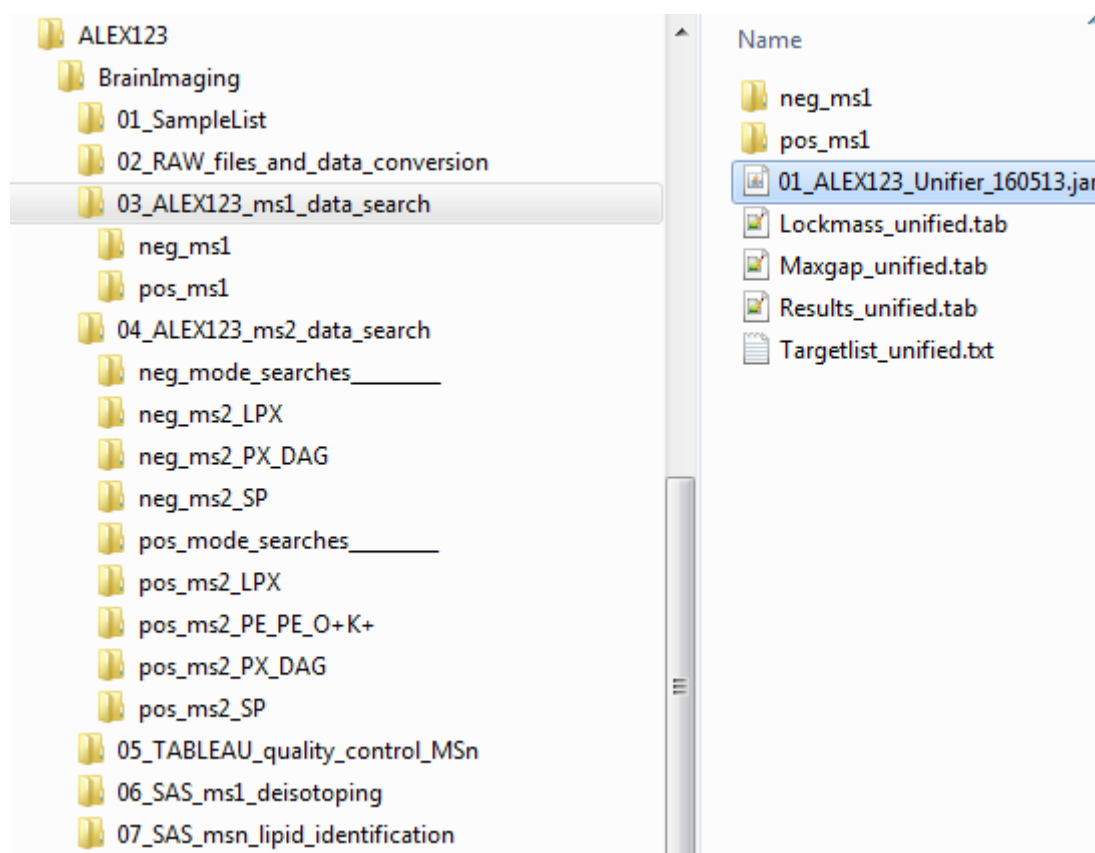 ALEX123
BrainImaging
01_SampleList
02_RAW_files_and_data_conversion
03_ALEX123_ms1_data_search
neg_ms1
pos_ms1
04_ALEX123_ms2_data_search
neg_mode_searches________
neg_ms2_LPX
neg_ms2_PX_DAG
neg_ms2_SP
pos_mode_searches________
pos_ms2_LPX
pos_ms2_PE_PE_O+K+
pos_ms2_PX_DAG
pos_ms2_SP
05_TABLEAU_quality_control_MSn
06_SAS_ms1_deisotoping
07_SAS_msn_lipid_identification
Name
neg_ms1
pos_ms1
01_ALEX123_Unifier_160513.jar
Lockmass_unified.tab
Maxgap_unified.tab
Results_unified.tab
Targetlist_unified.txt